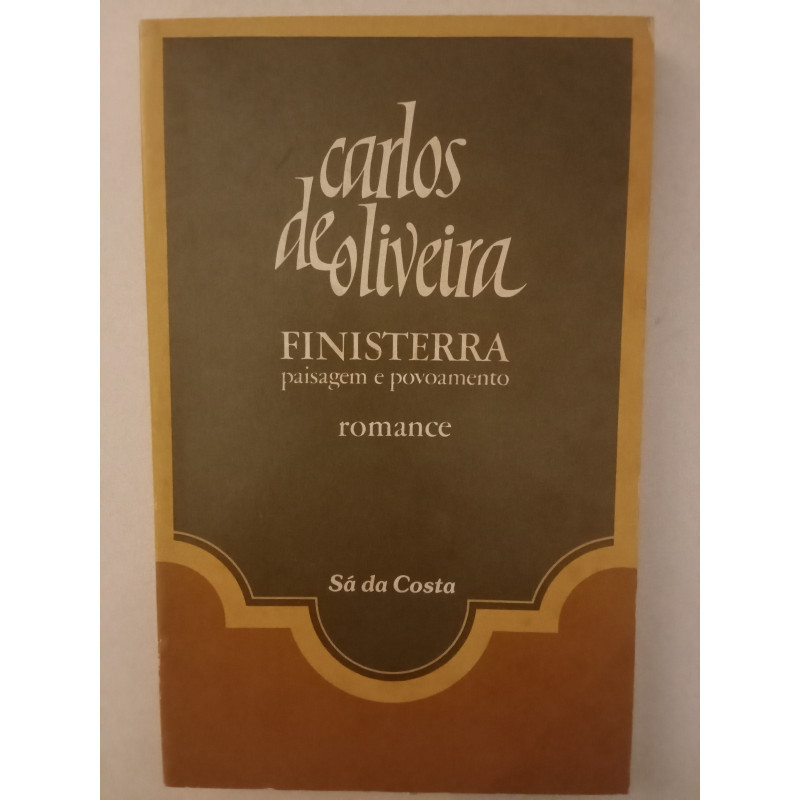 carlos
de oliveira
FINISTERRA
paisagem e povoamento
romance
Sá da Costa